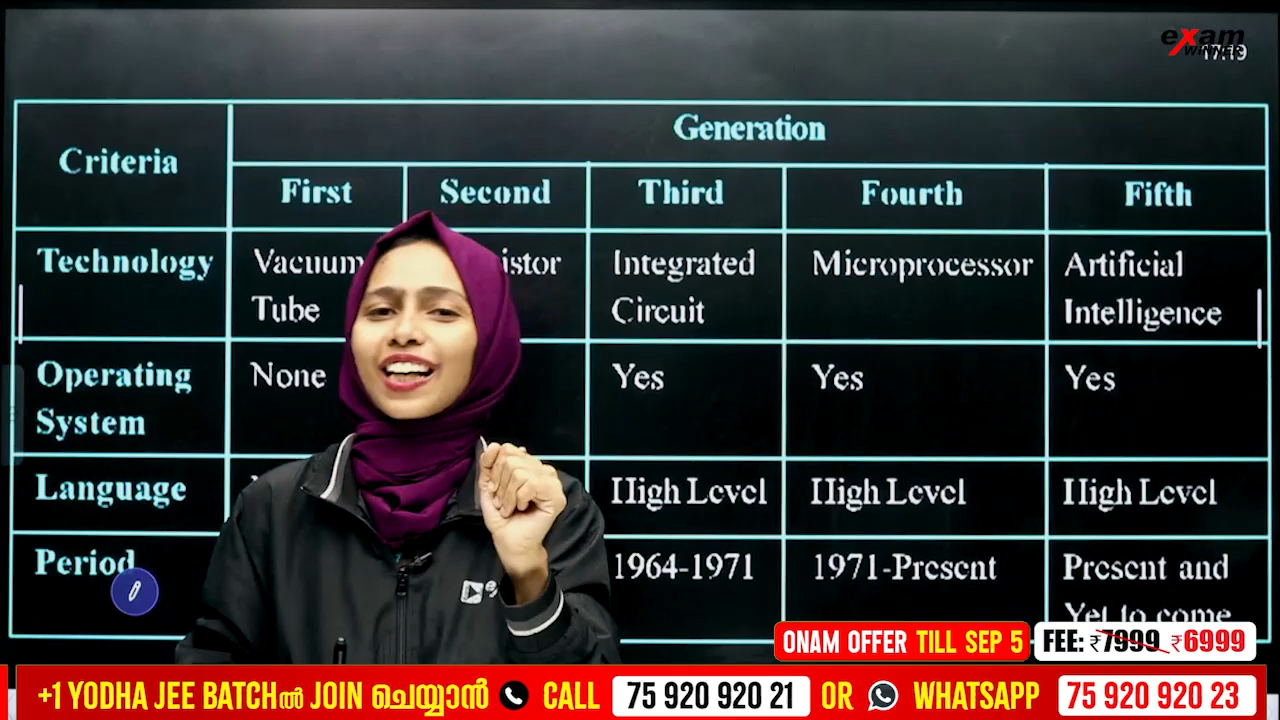 exam
WINNER
17:19
Criteria
Generation
First Second Third Fourth Fifth
Technology
Vacuum
Tube
istor
Integrated
Circuit
Microprocessor
Artificial
Intelligence
Operating
System
None
Yes
Yes
Yes
Language
High Level
High Level
High Level
Period
1964-1971
1971-Present
Present and
Yet to come
ONAM OFFER TILL SEP 5 FEE: ₹7999 ₹6999
+1 YODHA JEE BATCHൽ JOIN ചെയ്യാൻ CALL 75 920 920 21 OR WHATSAPP 75 920 920 23